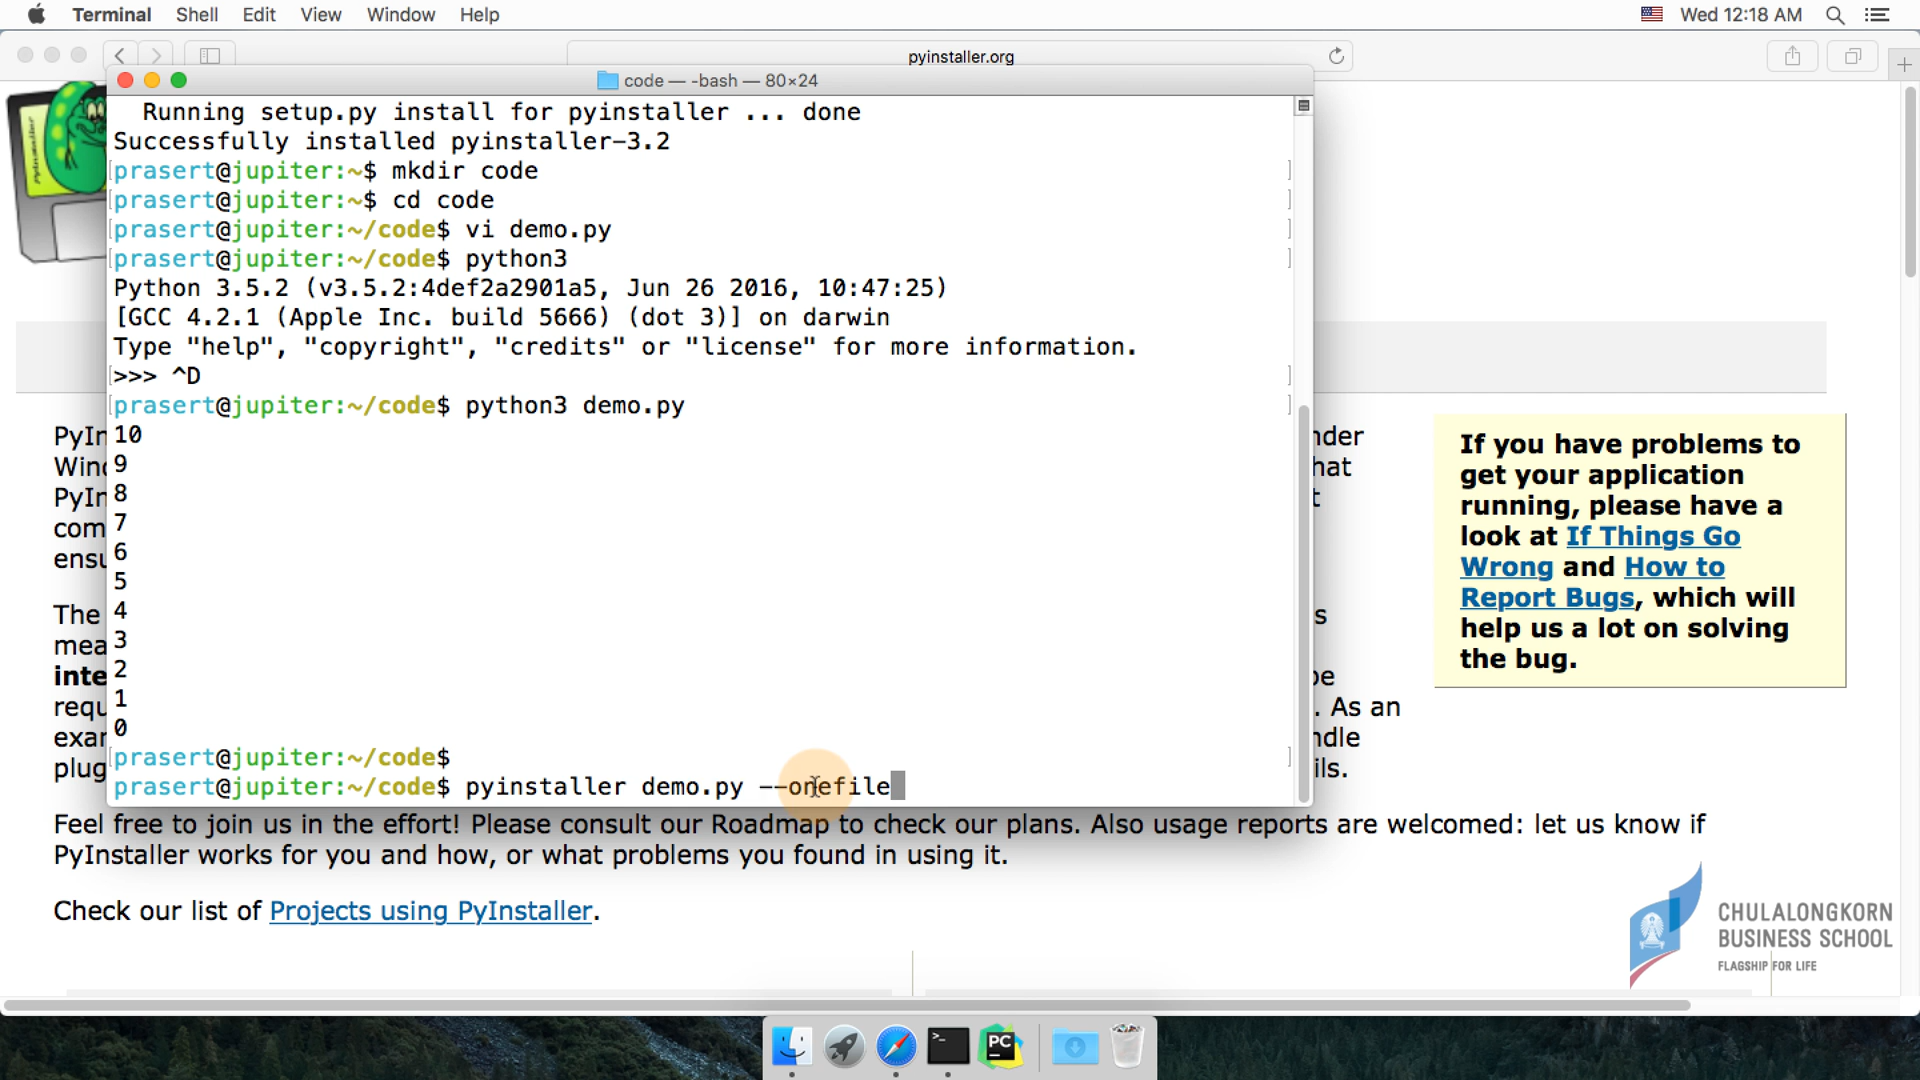 Terminal Shell Edit View Window Help Wed 12:18 AM
pyinstaller.org
code — -bash — 80×24
Running setup.py install for pyinstaller ... done
Successfully installed pyinstaller-3.2
prasert@jupiter:~$ mkdir code
prasert@jupiter:~$ cd code
prasert@jupiter:~/code$ vi demo.py
prasert@jupiter:~/code$ python3
Python 3.5.2 (v3.5.2:4def2a2901a5, Jun 26 2016, 10:47:25)
[GCC 4.2.1 (Apple Inc. build 5666) (dot 3)] on darwin
Type "help", "copyright", "credits" or "license" for more information.
>>> ^D
prasert@jupiter:~/code$ python3 demo.py
10
9
8
7
6
5
4
3
2
1
0
prasert@jupiter:~/code$
prasert@jupiter:~/code$ pyinstaller demo.py --onefile
If you have problems to
get your application
running, please have a
look at If Things Go
Wrong and How to
Report Bugs, which will
help us a lot on solving
the bug.
The
. As an
Feel free to join us in the effort! Please consult our Roadmap to check our plans. Also usage reports are welcomed: let us know if
PyInstaller works for you and how, or what problems you found in using it.
Check our list of Projects using PyInstaller.
CHULALONGKORN
BUSINESS SCHOOL
FLAGSHIP FOR LIFE
PC